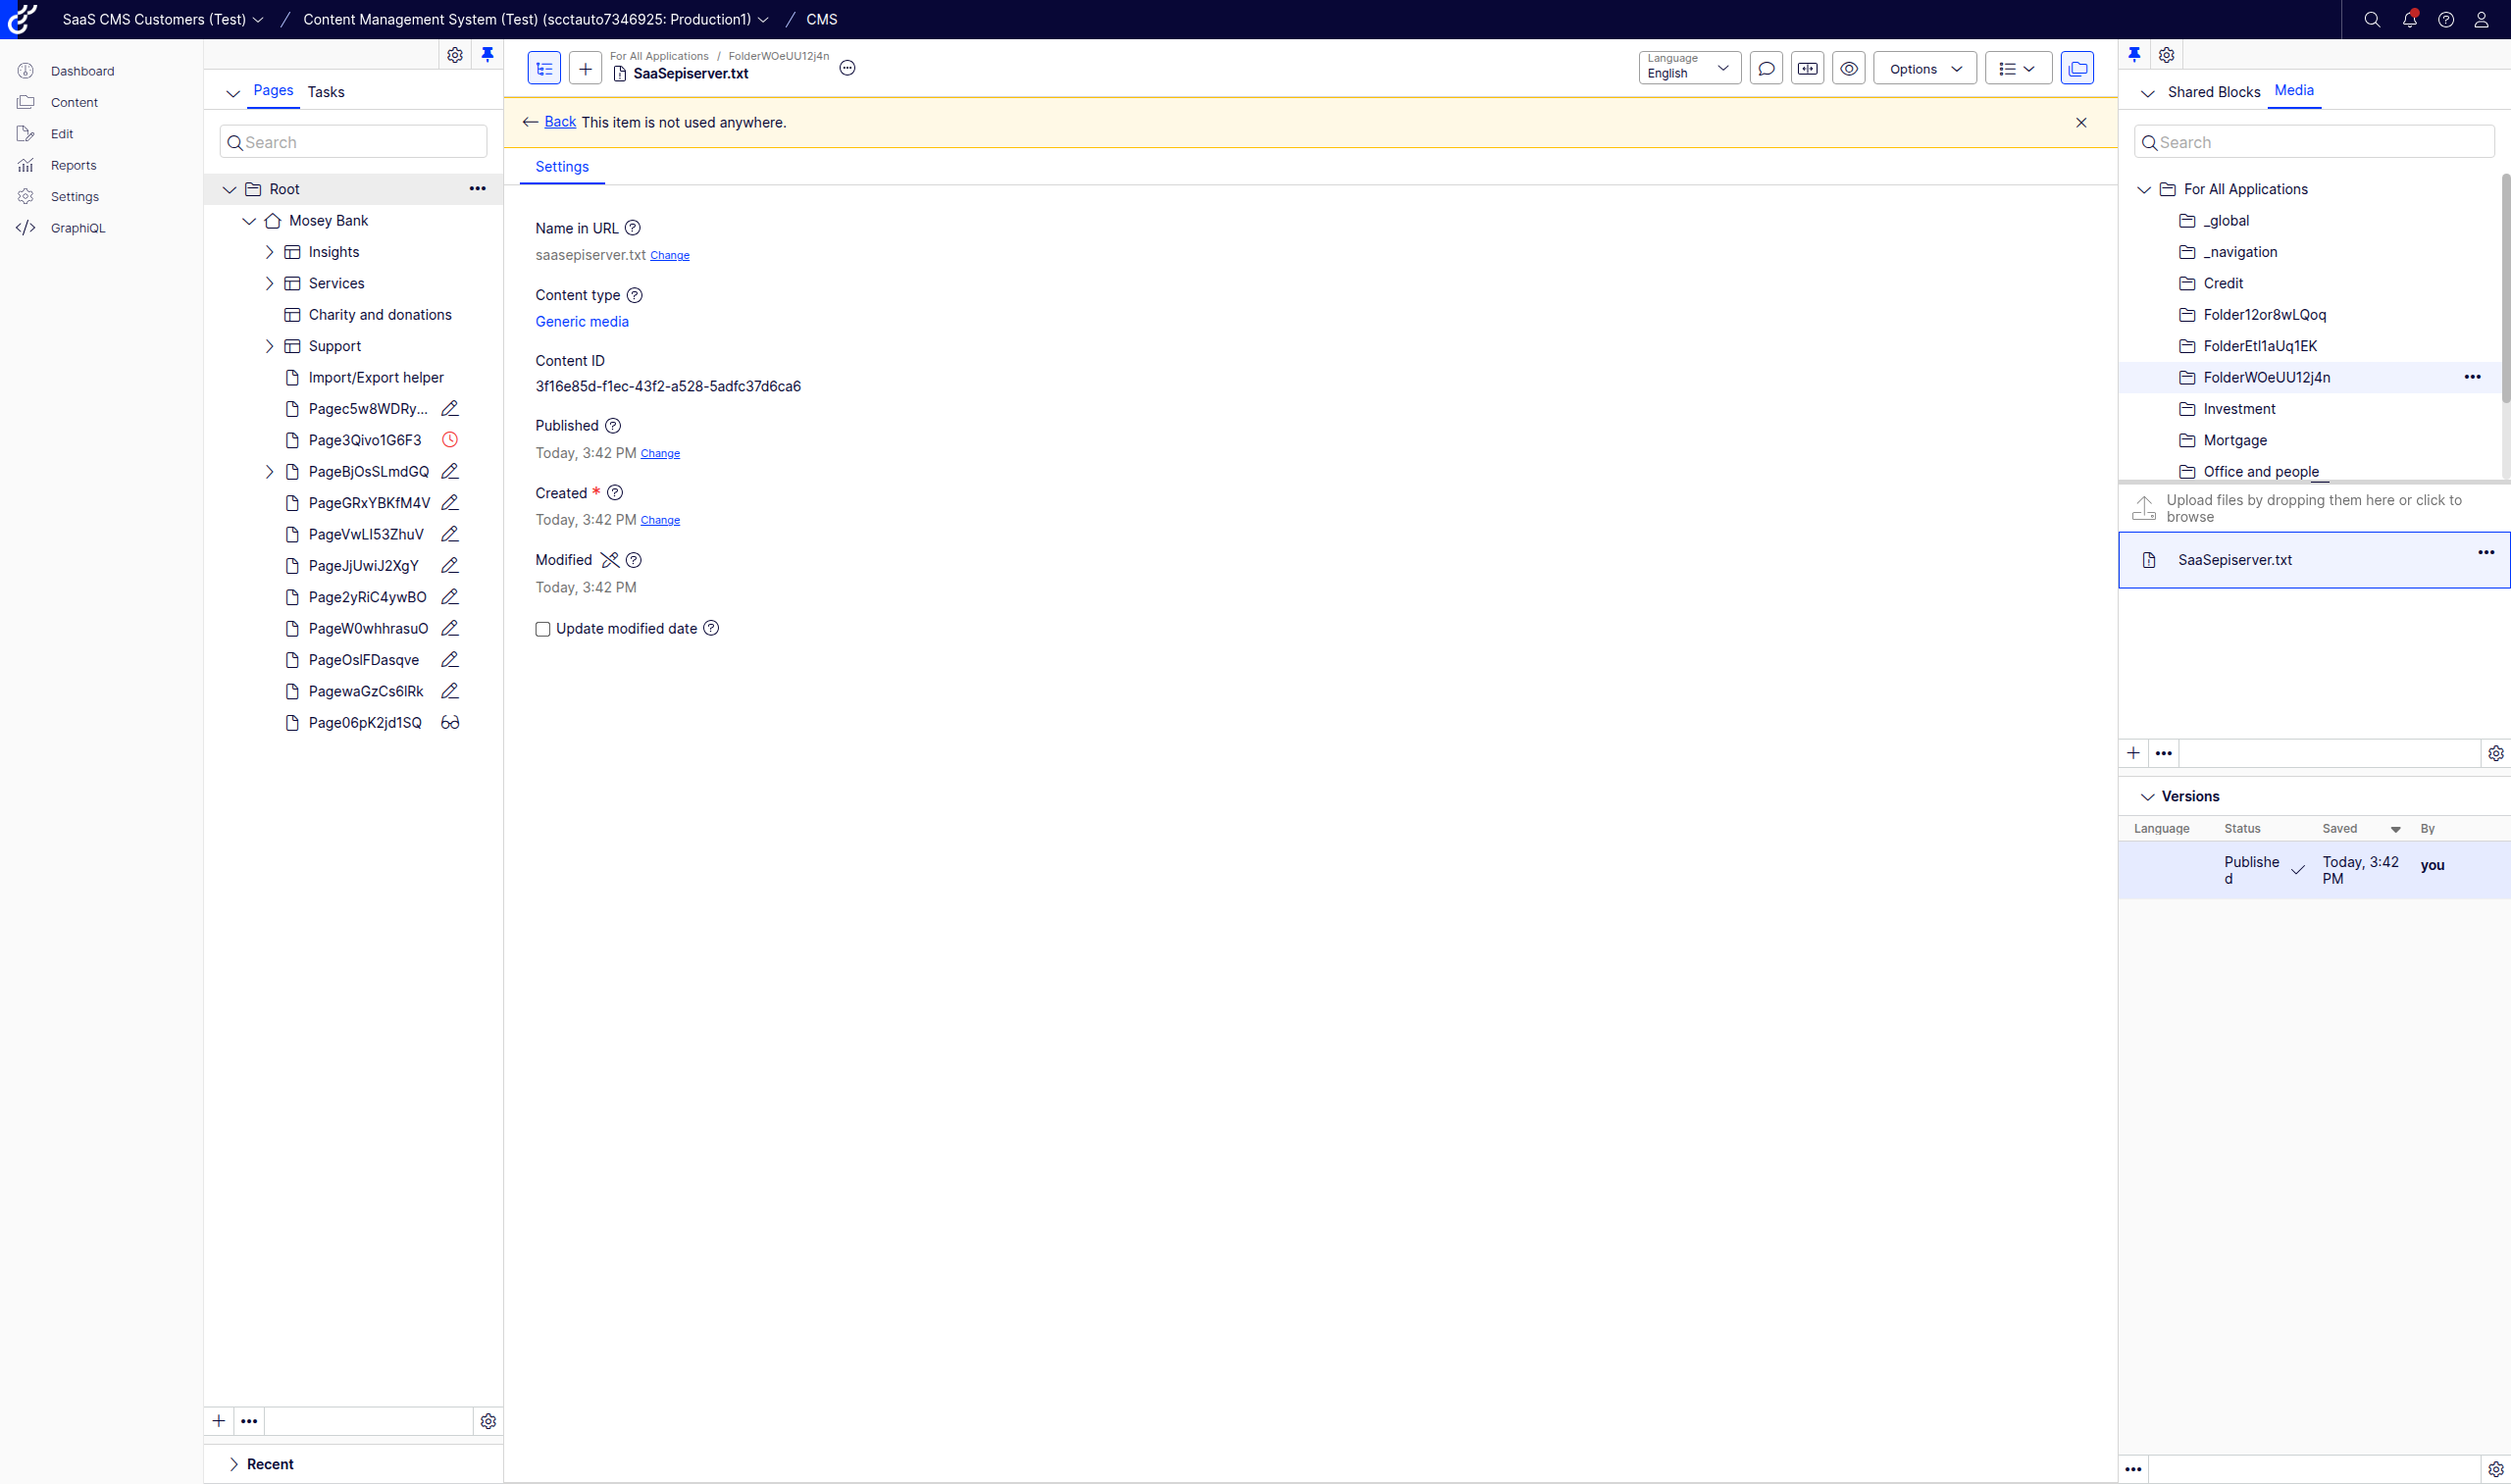 SaaS CMS Customers (Test) / Content Management System (Test) (scctauto7346925: Production1) / CMS
Dashboard
Content
Edit
Reports
Settings
GraphiQL
Pages Tasks
Search
Root
Mosey Bank
Insights
Services
Charity and donations
Support
Import/Export helper
Pagec5w8WDRy...
Page3Qivo1G6F3
PageBjOsSLmdGQ
PageGRxYBKfM4V
PageVwLI53ZhuV
PageJjUwiJ2XgY
Page2yRiC4ywBO
PageW0whhrasuO
PageOsIFDasqve
PagewaGzCs6IRk
Page06pK2jd1SQ
Recent
For All Applications / FolderWOeUU12j4n
SaaSepiserver.txt
Language
English
Options
Back This item is not used anywhere.
Settings
Name in URL
saasepiserver.txt Change
Content type
Generic media
Content ID
3f16e85d-f1ec-43f2-a528-5adfc37d6ca6
Published
Today, 3:42 PM Change
Created *
Today, 3:42 PM Change
Modified
Today, 3:42 PM
Update modified date
Shared Blocks Media
Search
For All Applications
_global
_navigation
Credit
Folder12or8wLQoq
FolderEtI1aUq1EK
FolderWOeUU12j4n
Investment
Mortgage
Office and people
Upload files by dropping them here or click to
browse
SaaSepiserver.txt
Versions
Language Status Saved By
Publishe Today, 3:42 you
d PM